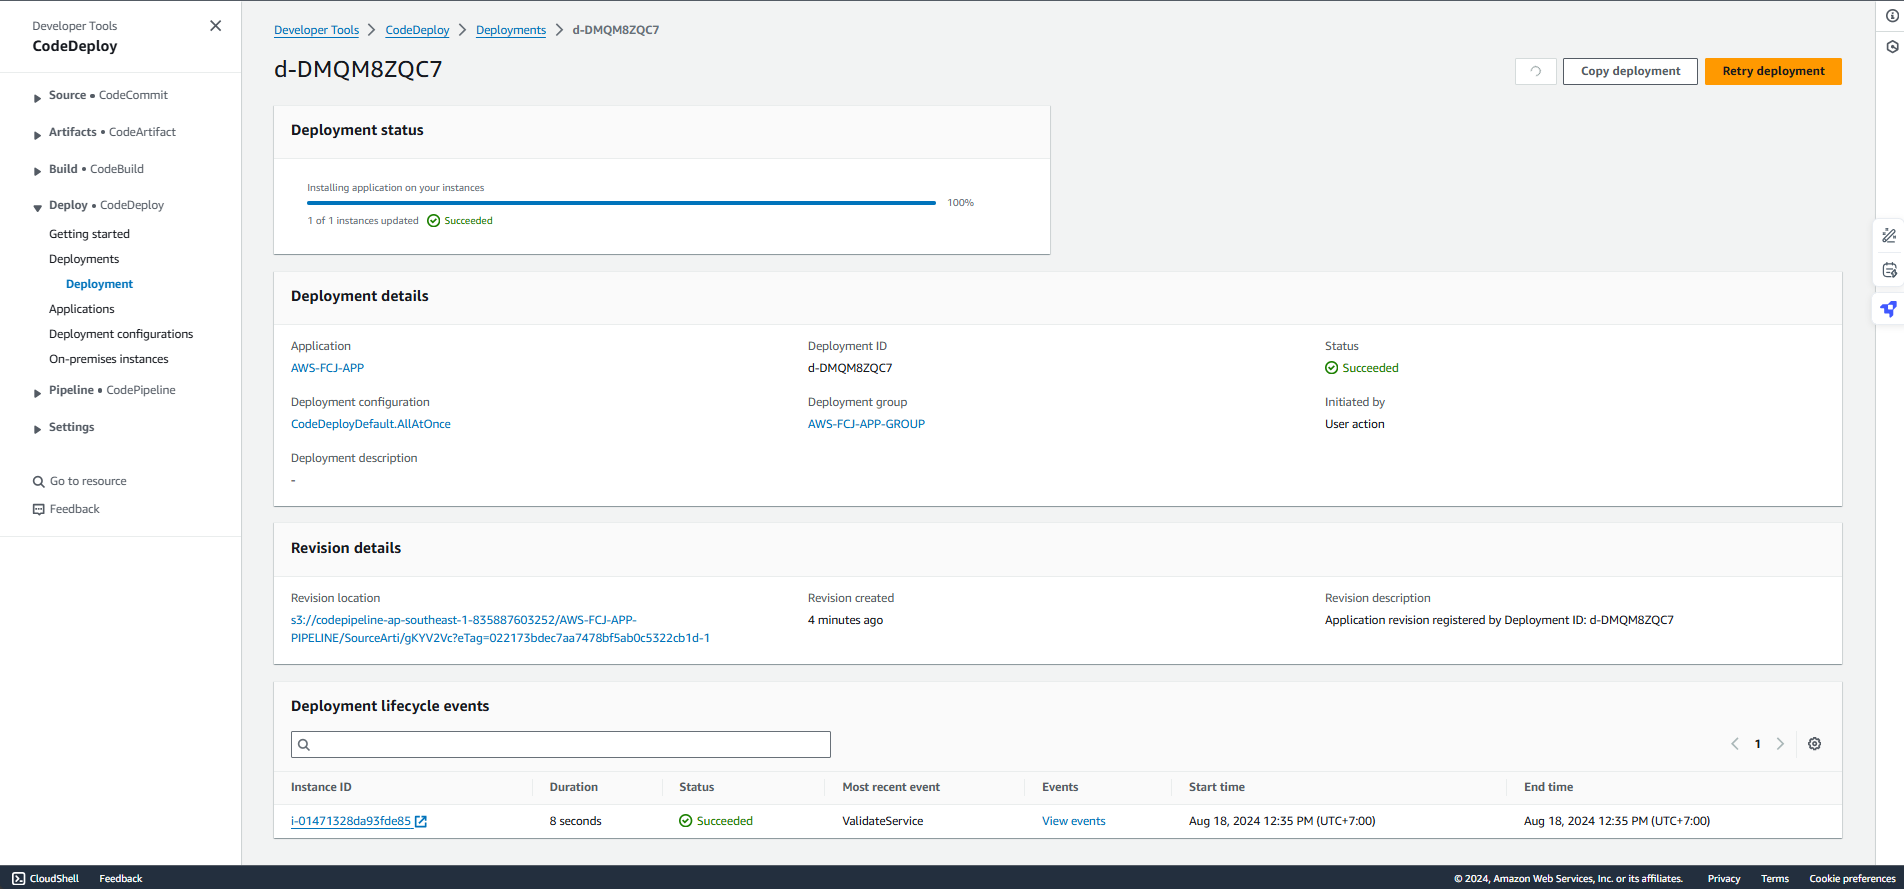 Developer Tools
CodeDeploy
Source • CodeCommit
Artifacts • CodeArtifact
Build • CodeBuild
Deploy • CodeDeploy
Getting started
Deployments
Deployment
Applications
Deployment configurations
On-premises instances
Pipeline • CodePipeline
Settings
Go to resource
Feedback
Developer Tools > CodeDeploy > Deployments > d-DMQM8ZQC7
d-DMQM8ZQC7
Copy deployment
Retry deployment
Deployment status
Installing application on your instances
100%
1 of 1 instances updated Succeeded
Deployment details
Application
AWS-FCJ-APP
Deployment ID
d-DMQM8ZQC7
Status
Succeeded
Deployment configuration
CodeDeployDefault.AllAtOnce
Deployment group
AWS-FCJ-APP-GROUP
Initiated by
User action
Deployment description
-
Revision details
Revision location
s3://codepipeline-ap-southeast-1-835887603252/AWS-FCJ-APP-
PIPELINE/SourceArti/gKYV2Vc?eTag=022173bdec7aa7478bf5ab0c5322cb1d-1
Revision created
4 minutes ago
Revision description
Application revision registered by Deployment ID: d-DMQM8ZQC7
Deployment lifecycle events
1
Instance ID Duration Status Most recent event Events Start time End time
i-01471328da93fde85 8 seconds Succeeded ValidateService View events Aug 18, 2024 12:35 PM (UTC+7:00) Aug 18, 2024 12:35 PM (UTC+7:00)
CloudShell Feedback © 2024, Amazon Web Services, Inc. or its affiliates. Privacy Terms Cookie preferences